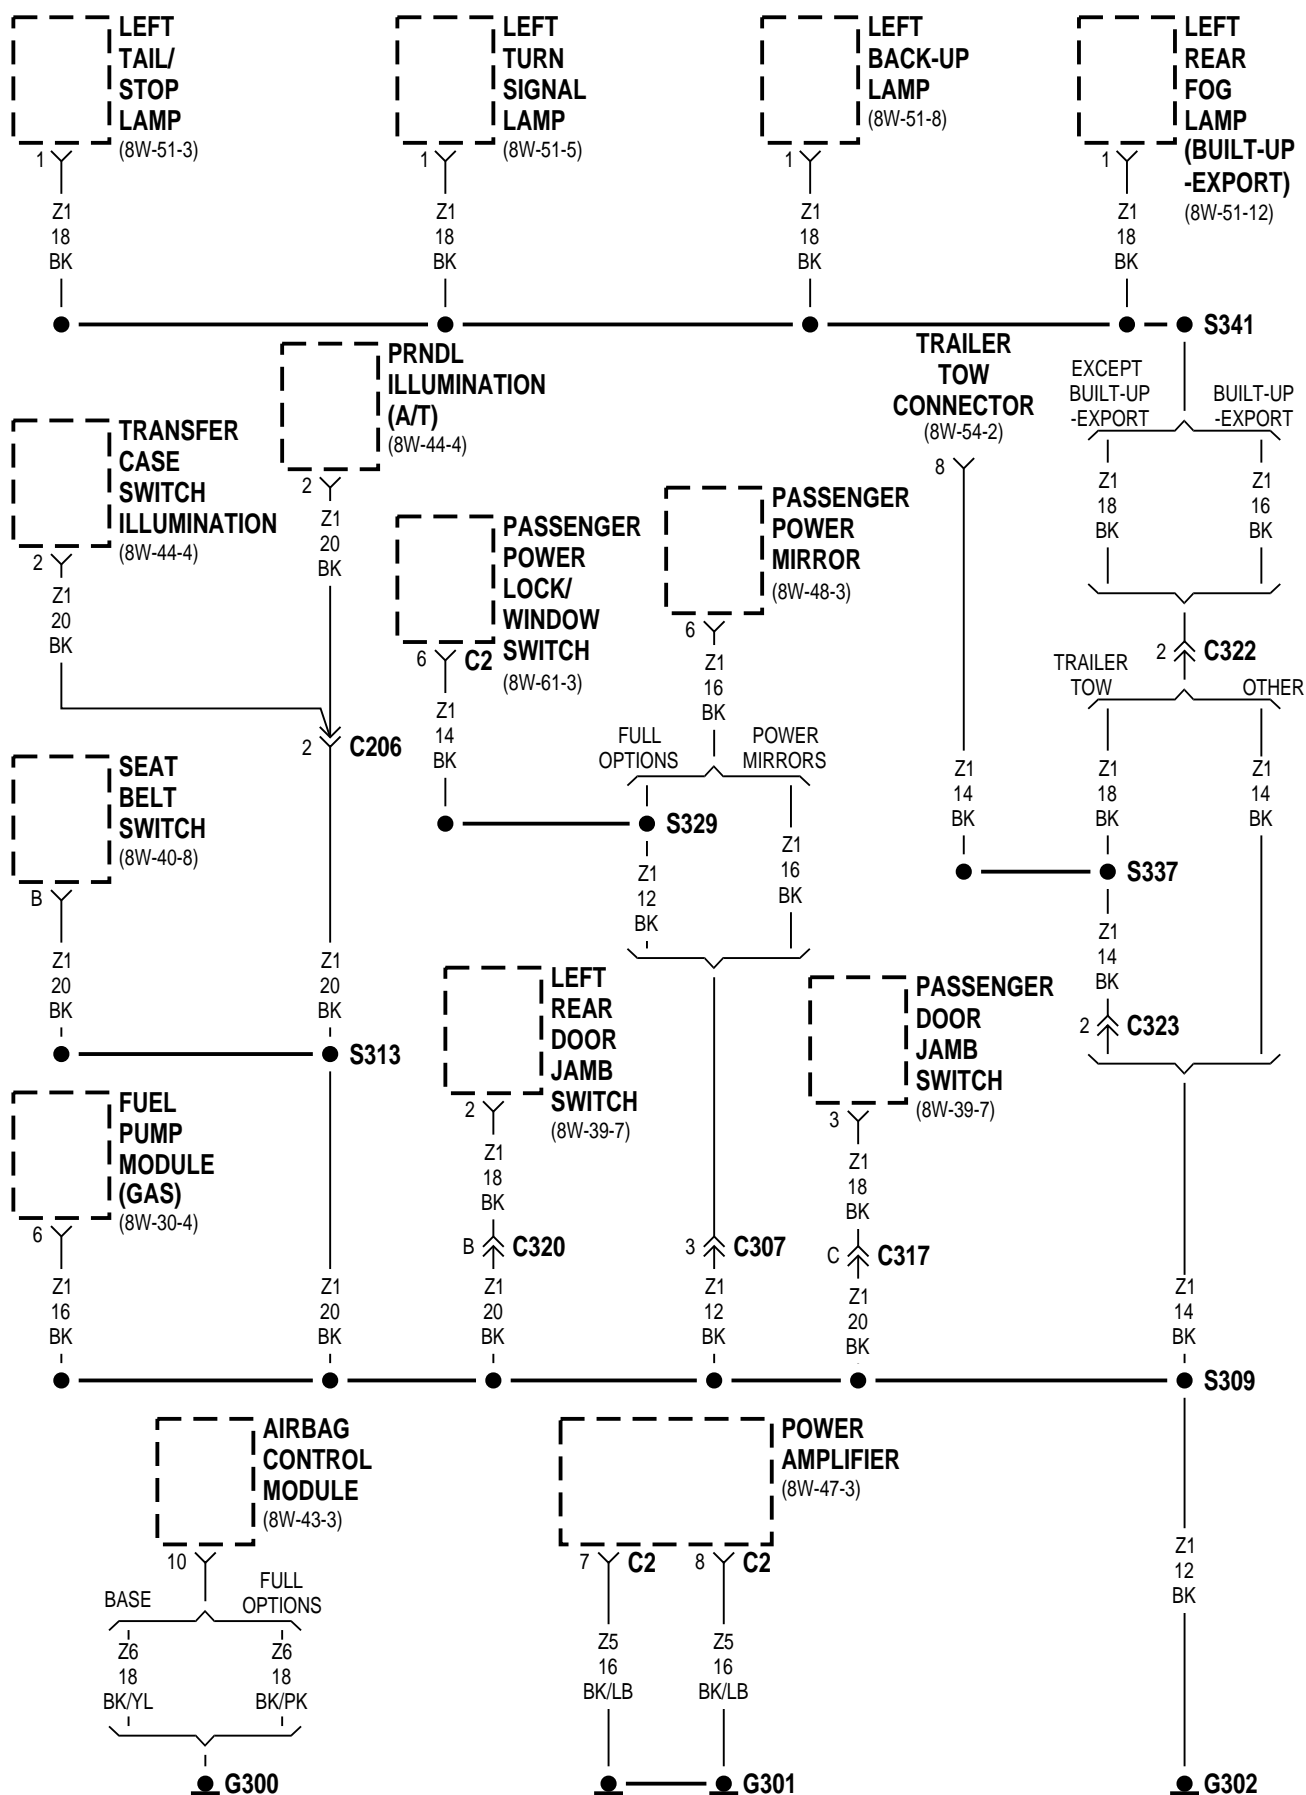 LEFT
TAIL/
STOP
LAMP
(8W-51-3)
1
Z1
18
BK
LEFT
TURN
SIGNAL
LAMP
(8W-51-5)
1
Z1
18
BK
LEFT
BACK-UP
LAMP
(8W-51-8)
1
Z1
18
BK
LEFT
REAR
FOG
LAMP
(BUILT-UP
-EXPORT)
(8W-51-12)
1
Z1
18
BK
S341
PRNDL
ILLUMINATION
(A/T)
(8W-44-4)
2
Z1
20
BK
TRAILER
TOW
CONNECTOR
(8W-54-2)
8
EXCEPT
BUILT-UP
-EXPORT
BUILT-UP
-EXPORT
Z1
18
BK
Z1
16
BK
TRANSFER
CASE
SWITCH
ILLUMINATION
(8W-44-4)
2
Z1
20
BK
PASSENGER
POWER
LOCK/
WINDOW
SWITCH
(8W-61-3)
6
C2
Z1
14
BK
PASSENGER
POWER
MIRROR
(8W-48-3)
6
Z1
16
BK
2
C322
TRAILER
TOW
OTHER
2
C206
FULL
OPTIONS
POWER
MIRRORS
Z1
14
BK
Z1
18
BK
Z1
14
BK
SEAT
BELT
SWITCH
(8W-40-8)
B
Z1
20
BK
Z1
20
BK
S329
Z1
12
BK
Z1
16
BK
S337
Z1
14
BK
2
C323
S313
LEFT
REAR
DOOR
JAMB
SWITCH
(8W-39-7)
2
Z1
18
BK
PASSENGER
DOOR
JAMB
SWITCH
(8W-39-7)
3
Z1
18
BK
FUEL
PUMP
MODULE
(GAS)
(8W-30-4)
6
Z1
16
BK
Z1
20
BK
B
C320
Z1
20
BK
3
C307
Z1
12
BK
C
C317
Z1
20
BK
Z1
14
BK
S309
AIRBAG
CONTROL
MODULE
(8W-43-3)
10
BASE
FULL
OPTIONS
Z6
18
BK/YL
Z6
18
BK/PK
G300
POWER
AMPLIFIER
(8W-47-3)
7
C2
8
C2
Z5
16
BK/LB
Z5
16
BK/LB
G301
Z1
12
BK
G302